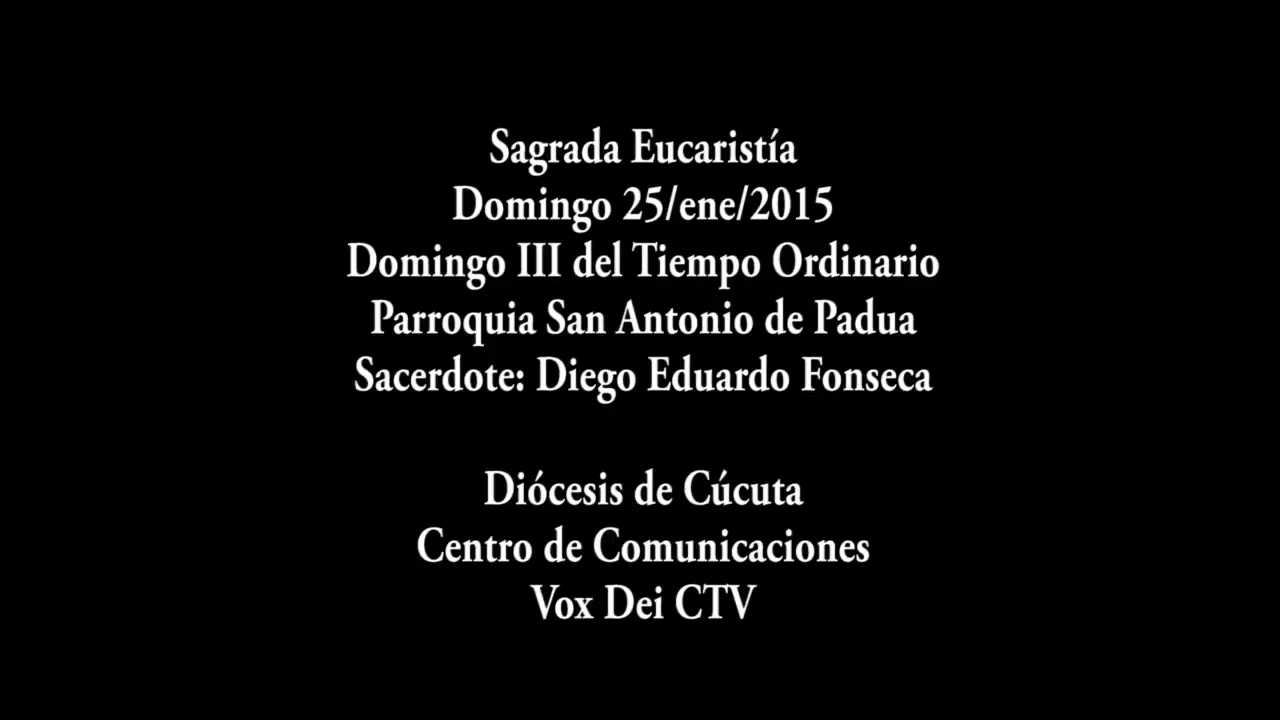 Sagrada Eucaristía
Domingo 25/ene/2015
Domingo III del Tiempo Ordinario
Parroquia San Antonio de Padua
Sacerdote: Diego Eduardo Fonseca
Diócesis de Cúcuta
Centro de Comunicaciones
Vox Dei CTV